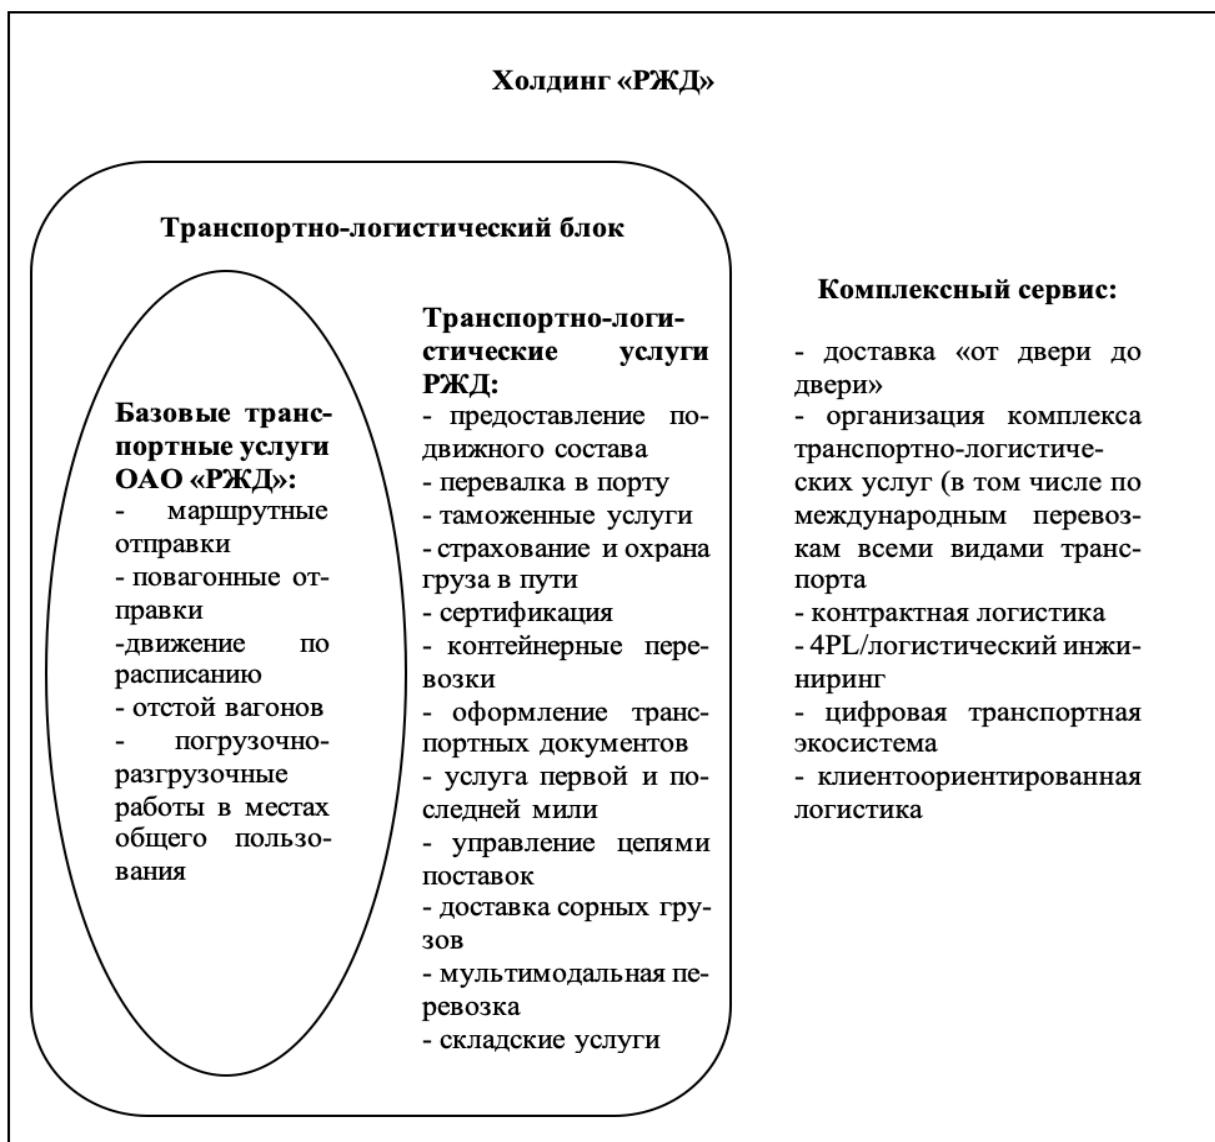 Холдинг «РЖД»
Транспортно-логистический блок
Базовые транс-
портные услуги
ОАО «РЖД»:
- маршрутные
отправки
- повагонные от-
правки
-движение по
расписанию
- отстой вагонов
- погрузочно-
разгрузочные
работы в местах
общего пользо-
вания
Транспортно-логи-
стические услуги
РЖД:
- предоставление по-
движного состава
- перевалка в порту
- таможенные услуги
- страхование и охрана
груза в пути
- сертификация
- контейнерные пере-
возки
- оформление транс-
портных документов
- услуга первой и по-
следней мили
- управление цепями
поставок
- доставка сорных гру-
зов
- мультимодальная пе-
ревозка
- складские услуги
Комплексный сервис:
- доставка «от двери до
двери»
- организация комплекса
транспортно-логистиче-
ских услуг (в том числе по
международным перевоз-
кам всеми видами транс-
порта
- контрактная логистика
- 4PL/логистический инжи-
ниринг
- цифровая транспортная
экосистема
- клиентоориентированная
логистика